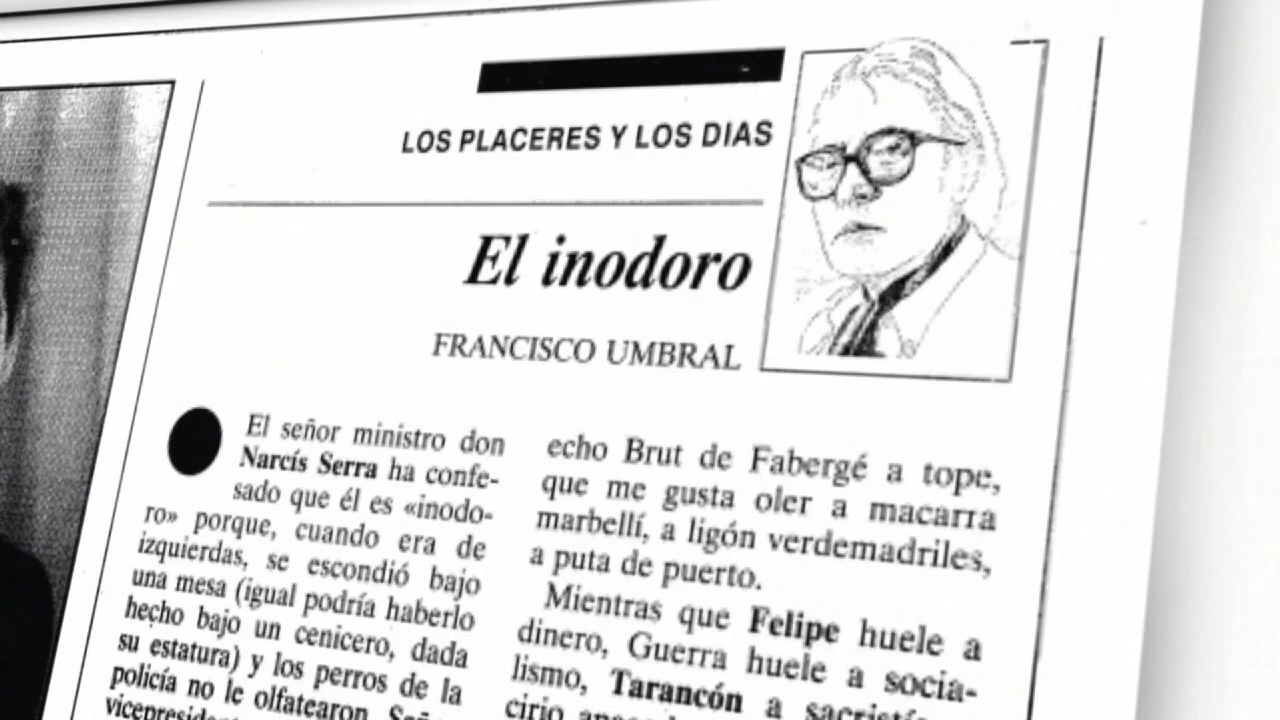 LOS PLACERES Y LOS DIAS
El inodoro
FRANCISCO UMBRAL
El señor ministro don
Narcís Serra ha confe-
sado que él es «inodo-
ro» porque, cuando era de
izquierdas, se escondió bajo
una mesa (igual podría haberlo
hecho bajo un cenicero, dada
su estatura) y los perros de la
policía no le olfatearon.
echo Brut de Fabergé a tope,
que me gusta oler a macarra
marbellí, a ligón verdemadriles,
a puta de puerto.
Mientras que Felipe huele a
dinero, Guerra huele a socia-
lismo, Tarancón a
cirio